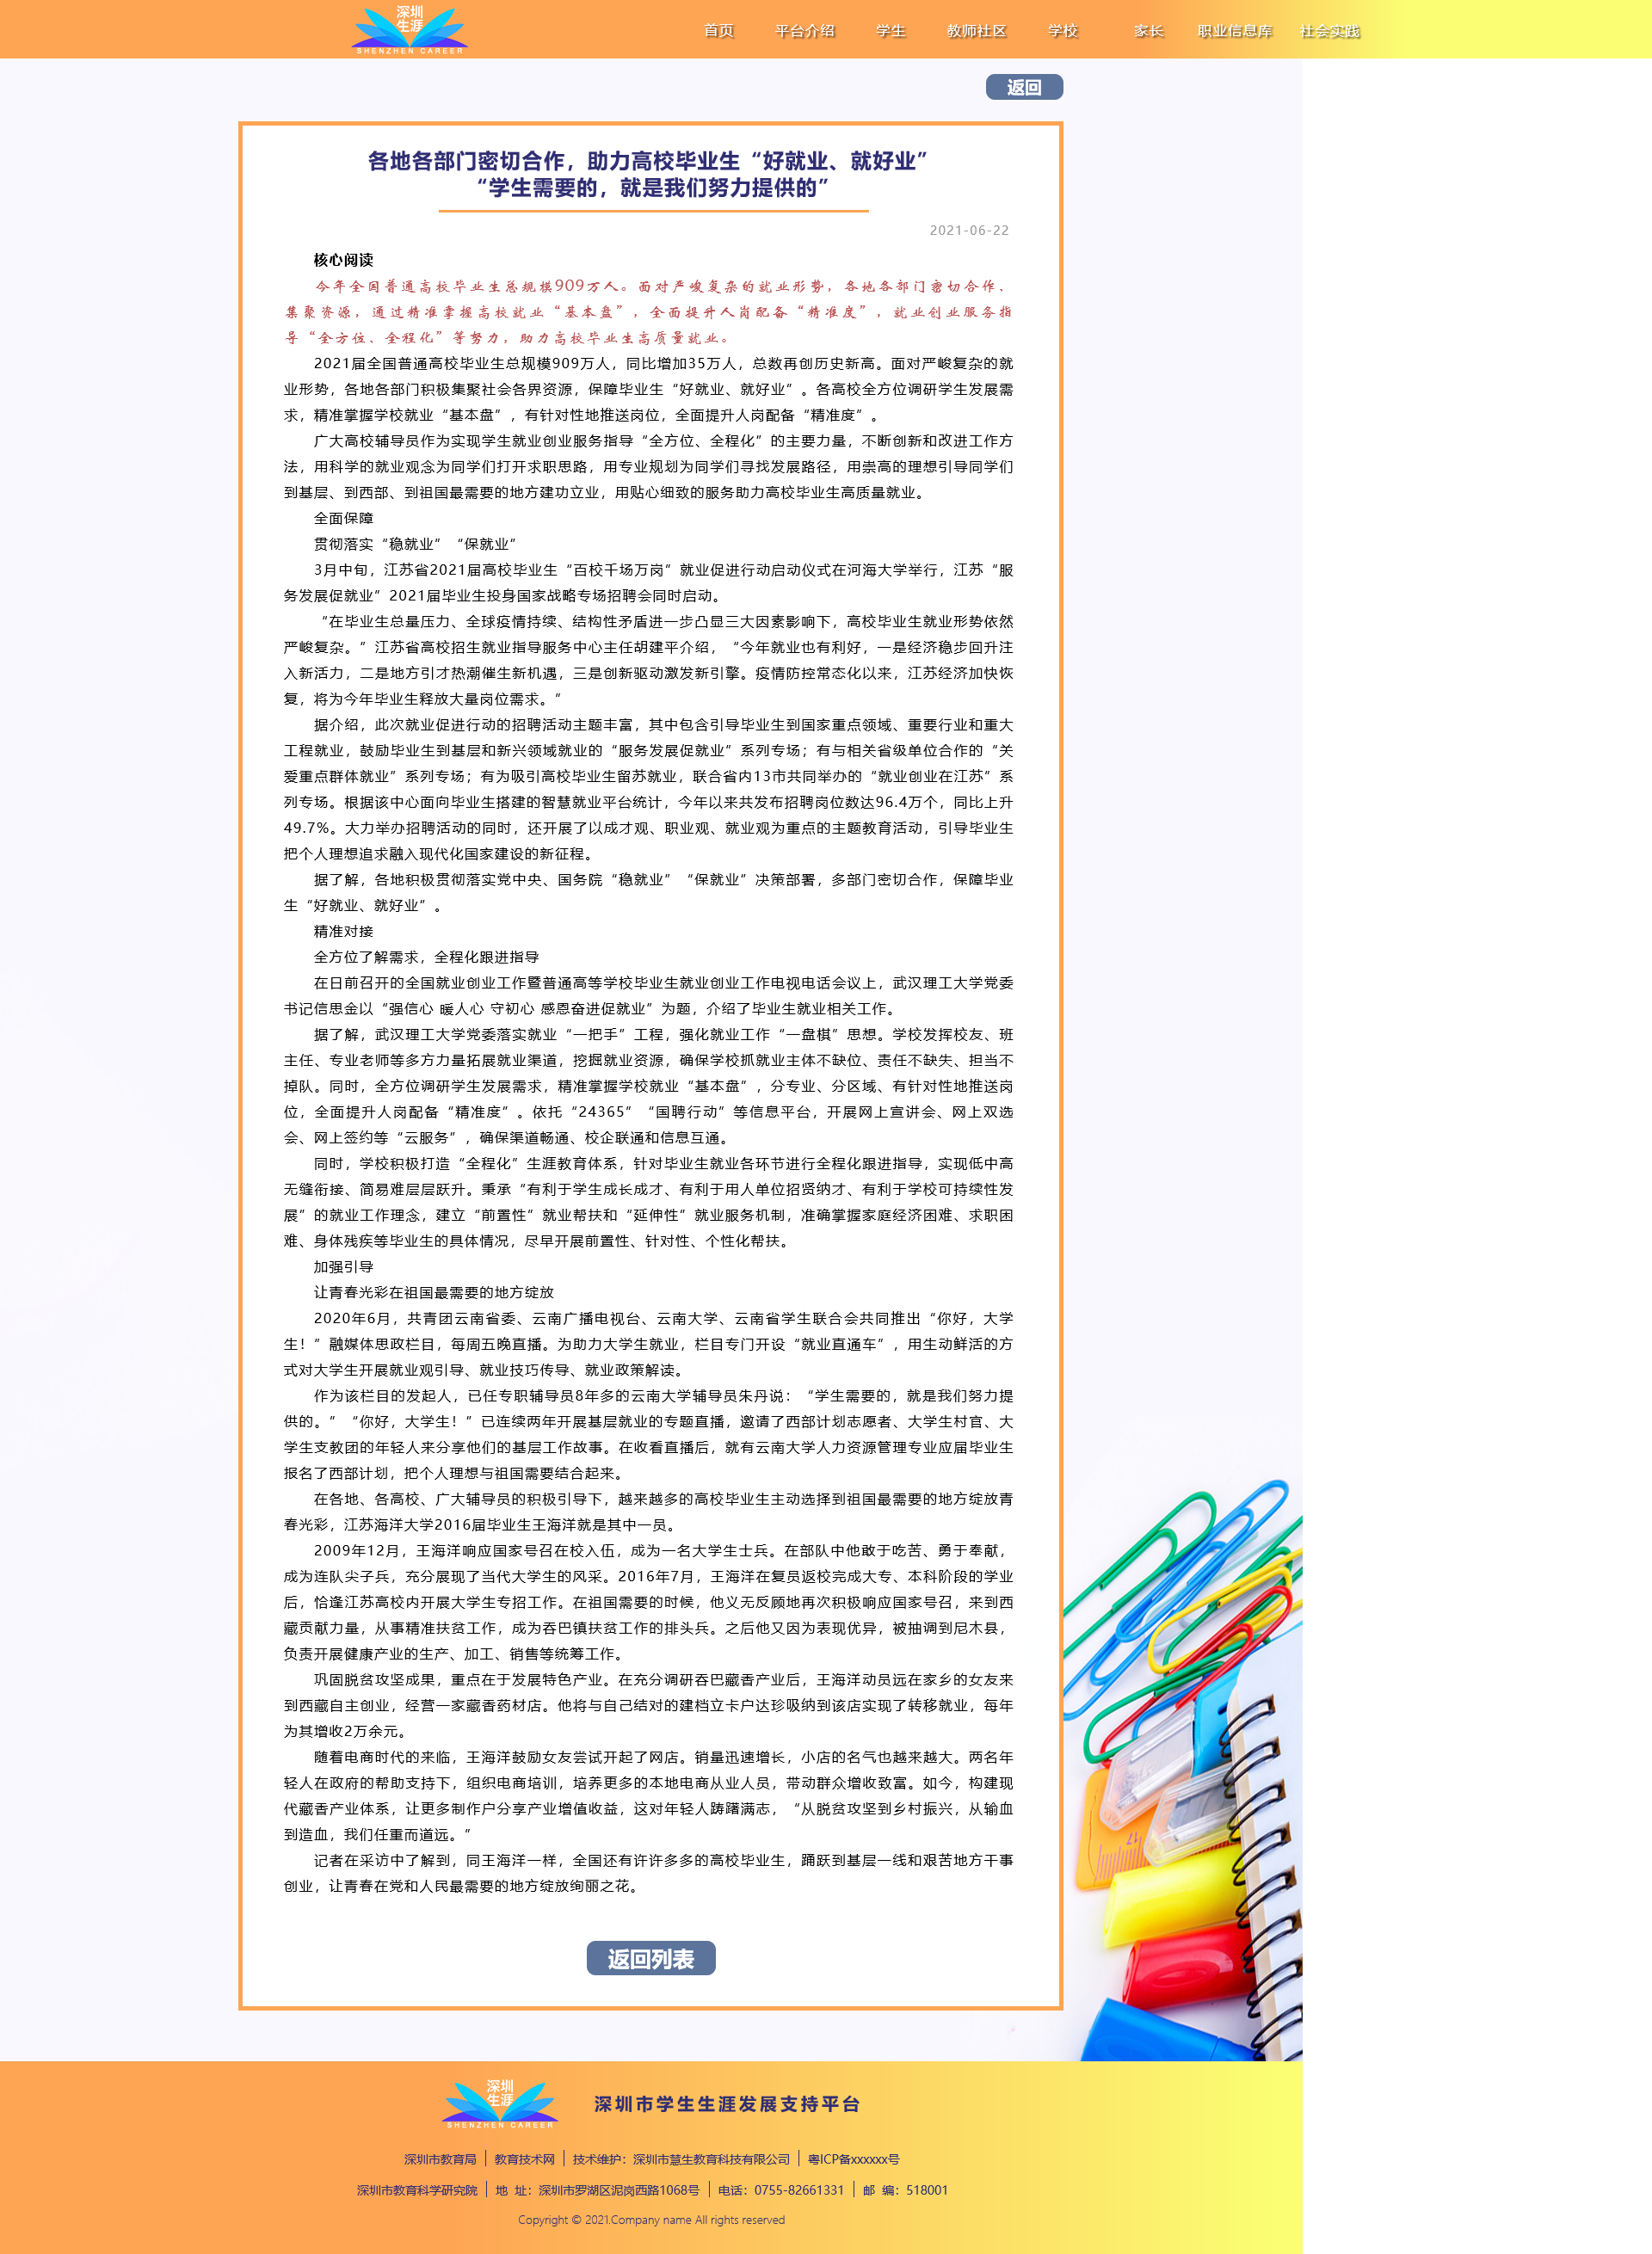 深圳
生涯
SHENZHEN CAREER
首页 平台介绍 学生 教师社区 学校 家长 职业信息库 社会实践
返回
各地各部门密切合作，助力高校毕业生“好就业、就好业”
“学生需要的，就是我们努力提供的”
2021-06-22
核心阅读
今年全国普通高校毕业生总规模909万人。面对严峻复杂的就业形势，各地各部门密切合作、
集聚资源，通过精准掌握高校就业“基本盘”，全面提升人岗配备“精准度”，就业创业服务指
导“全方位、全程化”等努力，助力高校毕业生高质量就业。
2021届全国普通高校毕业生总规模909万人，同比增加35万人，总数再创历史新高。面对严峻复杂的就
业形势，各地各部门积极集聚社会各界资源，保障毕业生“好就业、就好业”。各高校全方位调研学生发展需
求，精准掌握学校就业“基本盘”，有针对性地推送岗位，全面提升人岗配备“精准度”。
广大高校辅导员作为实现学生就业创业服务指导“全方位、全程化”的主要力量，不断创新和改进工作方
法，用科学的就业观念为同学们打开求职思路，用专业规划为同学们寻找发展路径，用崇高的理想引导同学们
到基层、到西部、到祖国最需要的地方建功立业，用贴心细致的服务助力高校毕业生高质量就业。
全面保障
贯彻落实“稳就业”“保就业”
3月中旬，江苏省2021届高校毕业生“百校千场万岗”就业促进行动启动仪式在河海大学举行，江苏“服
务发展促就业”2021届毕业生投身国家战略专场招聘会同时启动。
“在毕业生总量压力、全球疫情持续、结构性矛盾进一步凸显三大因素影响下，高校毕业生就业形势依然
严峻复杂。”江苏省高校招生就业指导服务中心主任胡建平介绍，“今年就业也有利好，一是经济稳步回升注
入新活力，二是地方引才热潮催生新机遇，三是创新驱动激发新引擎。疫情防控常态化以来，江苏经济加快恢
复，将为今年毕业生释放大量岗位需求。”
据介绍，此次就业促进行动的招聘活动主题丰富，其中包含引导毕业生到国家重点领域、重要行业和重大
工程就业，鼓励毕业生到基层和新兴领域就业的“服务发展促就业”系列专场；有与相关省级单位合作的“关
爱重点群体就业”系列专场；有为吸引高校毕业生留苏就业，联合省内13市共同举办的“就业创业在江苏”系
列专场。根据该中心面向毕业生搭建的智慧就业平台统计，今年以来共发布招聘岗位数达96.4万个，同比上升
49.7%。大力举办招聘活动的同时，还开展了以成才观、职业观、就业观为重点的主题教育活动，引导毕业生
把个人理想追求融入现代化国家建设的新征程。
据了解，各地积极贯彻落实党中央、国务院“稳就业”“保就业”决策部署，多部门密切合作，保障毕业
生“好就业、就好业”。
精准对接
全方位了解需求，全程化跟进指导
在日前召开的全国就业创业工作暨普通高等学校毕业生就业创业工作电视电话会议上，武汉理工大学党委
书记信思金以“强信心 暖人心 守初心 感恩奋进促就业”为题，介绍了毕业生就业相关工作。
据了解，武汉理工大学党委落实就业“一把手”工程，强化就业工作“一盘棋”思想。学校发挥校友、班
主任、专业老师等多方力量拓展就业渠道，挖掘就业资源，确保学校抓就业主体不缺位、责任不缺失、担当不
掉队。同时，全方位调研学生发展需求，精准掌握学校就业“基本盘”，分专业、分区域、有针对性地推送岗
位，全面提升人岗配备“精准度”。依托“24365”“国聘行动”等信息平台，开展网上宣讲会、网上双选
会、网上签约等“云服务”，确保渠道畅通、校企联通和信息互通。
同时，学校积极打造“全程化”生涯教育体系，针对毕业生就业各环节进行全程化跟进指导，实现低中高
无缝衔接、简易难层层跃升。秉承“有利于学生成长成才、有利于用人单位招贤纳才、有利于学校可持续性发
展”的就业工作理念，建立“前置性”就业帮扶和“延伸性”就业服务机制，准确掌握家庭经济困难、求职困
难、身体残疾等毕业生的具体情况，尽早开展前置性、针对性、个性化帮扶。
加强引导
让青春光彩在祖国最需要的地方绽放
2020年6月，共青团云南省委、云南广播电视台、云南大学、云南省学生联合会共同推出“你好，大学
生！”融媒体思政栏目，每周五晚直播。为助力大学生就业，栏目专门开设“就业直通车”，用生动鲜活的方
式对大学生开展就业观引导、就业技巧传导、就业政策解读。
作为该栏目的发起人，已任专职辅导员8年多的云南大学辅导员朱丹说：“学生需要的，就是我们努力提
供的。”“你好，大学生！”已连续两年开展基层就业的专题直播，邀请了西部计划志愿者、大学生村官、大
学生支教团的年轻人来分享他们的基层工作故事。在收看直播后，就有云南大学人力资源管理专业应届毕业生
报名了西部计划，把个人理想与祖国需要结合起来。
在各地、各高校、广大辅导员的积极引导下，越来越多的高校毕业生主动选择到祖国最需要的地方绽放青
春光彩，江苏海洋大学2016届毕业生王海洋就是其中一员。
2009年12月，王海洋响应国家号召在校入伍，成为一名大学生士兵。在部队中他敢于吃苦、勇于奉献，
成为连队尖子兵，充分展现了当代大学生的风采。2016年7月，王海洋在复员返校完成大专、本科阶段的学业
后，恰逢江苏高校内开展大学生专招工作。在祖国需要的时候，他义无反顾地再次积极响应国家号召，来到西
藏贡献力量，从事精准扶贫工作，成为吞巴镇扶贫工作的排头兵。之后他又因为表现优异，被抽调到尼木县，
负责开展健康产业的生产、加工、销售等统筹工作。
巩固脱贫攻坚成果，重点在于发展特色产业。在充分调研吞巴藏香产业后，王海洋动员远在家乡的女友来
到西藏自主创业，经营一家藏香药材店。他将与自己结对的建档立卡户达珍吸纳到该店实现了转移就业，每年
为其增收2万余元。
随着电商时代的来临，王海洋鼓励女友尝试开起了网店。销量迅速增长，小店的名气也越来越大。两名年
轻人在政府的帮助支持下，组织电商培训，培养更多的本地电商从业人员，带动群众增收致富。如今，构建现
代藏香产业体系，让更多制作户分享产业增值收益，这对年轻人踌躇满志，“从脱贫攻坚到乡村振兴，从输血
到造血，我们任重而道远。”
记者在采访中了解到，同王海洋一样，全国还有许许多多的高校毕业生，踊跃到基层一线和艰苦地方干事
创业，让青春在党和人民最需要的地方绽放绚丽之花。
返回列表
17
深圳
生涯
SHENZHEN CAREER
深圳市学生生涯发展支持平台
深圳市教育局 教育技术网 技术维护：深圳市慧生教育科技有限公司 粤ICP备xxxxxx号
深圳市教育科学研究院 地 址：深圳市罗湖区泥岗西路1068号 电话：0755-82661331 邮 编：518001
Copyright © 2021.Company name All rights reserved